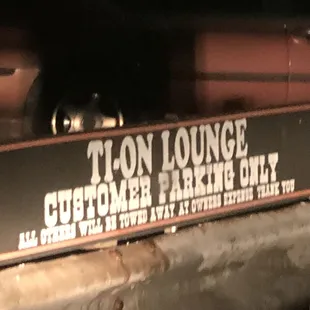 TI-ON LOUNGE
CUSTOMER PARKING ONLY
ALL OTHERS WILL BE TOWED AWAY AT OWNERS EXPENSE THANK YOU